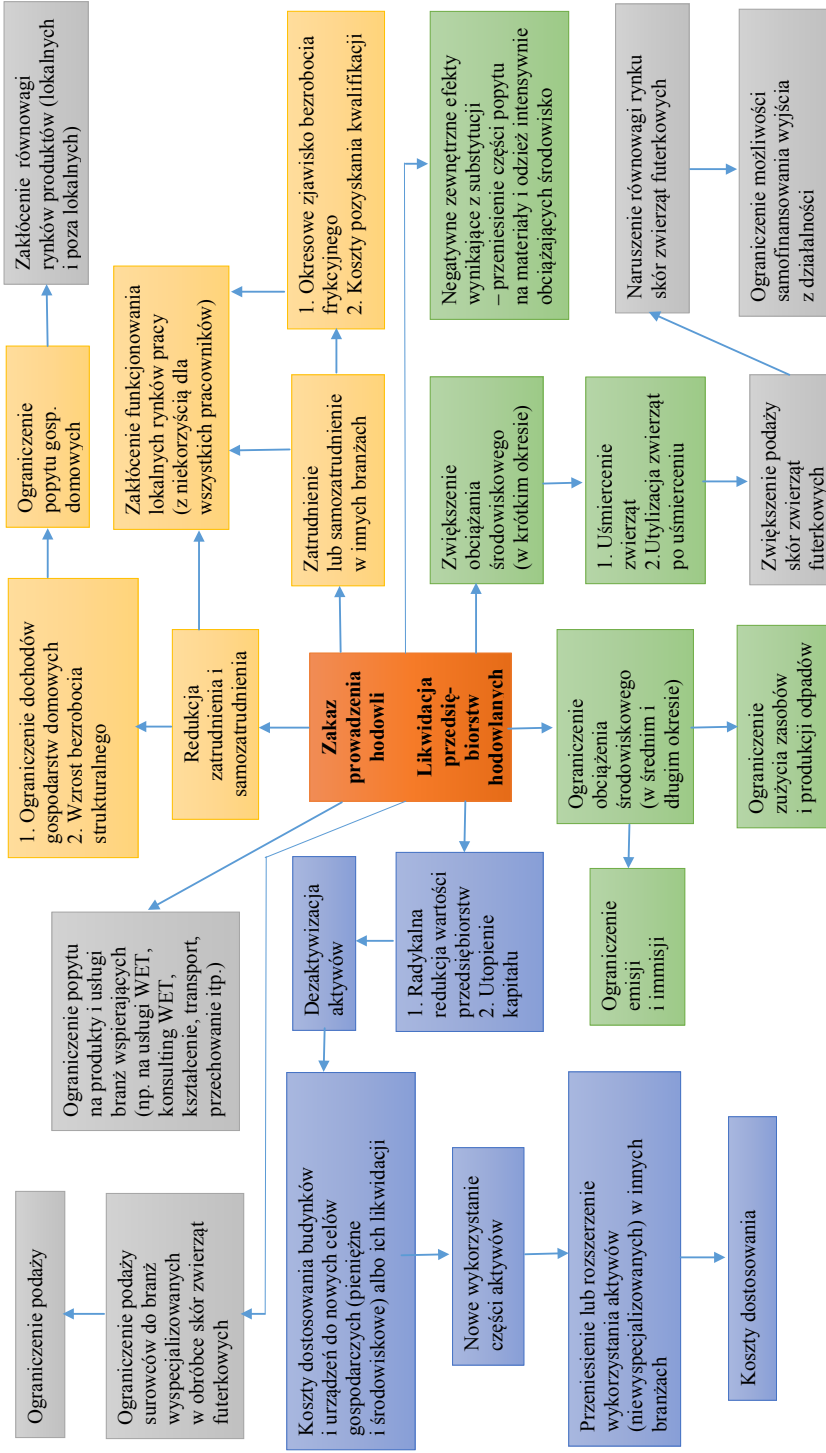 Ograniczenie podaży
Ograniczenie podaży
surowców do branż
wyspecjalizowanych
w obróbce skór zwierząt
futerkowych
Ograniczenie popytu
na produkty i usługi
branż wspierających
(np. na usługi WET,
konsulting WET,
kształcenie, transport,
przechowanie itp.)
1. Ograniczenie dochodów
gospodarstw domowych
2. Wzrost bezrobocia
strukturalnego
Ograniczenie
popytu gosp.
domowych
Zakłócenie równowagi
rynków produktów (lokalnych
i poza lokalnych)
Redukcja
zatrudnienia i
samozatrudnienia
Zakłócenie funkcjonowania
lokalnych rynków pracy
(z niekorzyścią dla
wszystkich pracowników)
Zatrudnienie
lub samozatrudnienie
w innych branżach
1. Okresowe zjawisko bezrobocia
frykcyjnego
2. Koszty pozyskania kwalifikacji
Zakaz
prowadzenia
hodowli
Likwidacja
przedsię-
biorstw
hodowlanych
Koszty dostosowania budynków
i urządzeń do nowych celów
gospodarczych (pieniężne
i środowiskowe) albo ich likwidacji
Dezaktywizacja
aktywów
1. Radykalna
redukcja wartości
przedsiębiorstw
2. Utopienie
kapitału
Nowe wykorzystanie
części aktywów
Przeniesienie lub rozszerzenie
wykorzystania aktywów
(niewyspecjalizowanych) w innych
branżach
Koszty dostosowania
Zwiększenie
obciążania
środowiskowego
(w krótkim okresie)
Negatywne zewnętrzne efekty
wynikające z substytucji
– przeniesienie części popytu
na materiały i odzież intensywnie
obciążających środowisko
Ograniczenie
obciążenia
środowiskowego
(w średnim i
długim okresie)
1. Uśmiercenie
zwierząt
2.Utylizacja zwierząt
po uśmierceniu
Ograniczenie
emisji
i immisji
Ograniczenie
zużycia zasobów
i produkcji odpadów
Zwiększenie podaży
skór zwierząt
futerkowych
Naruszenie równowagi rynku
skór zwierząt futerkowych
Ograniczenie możliwości
samofinansowania wyjścia
z działalności